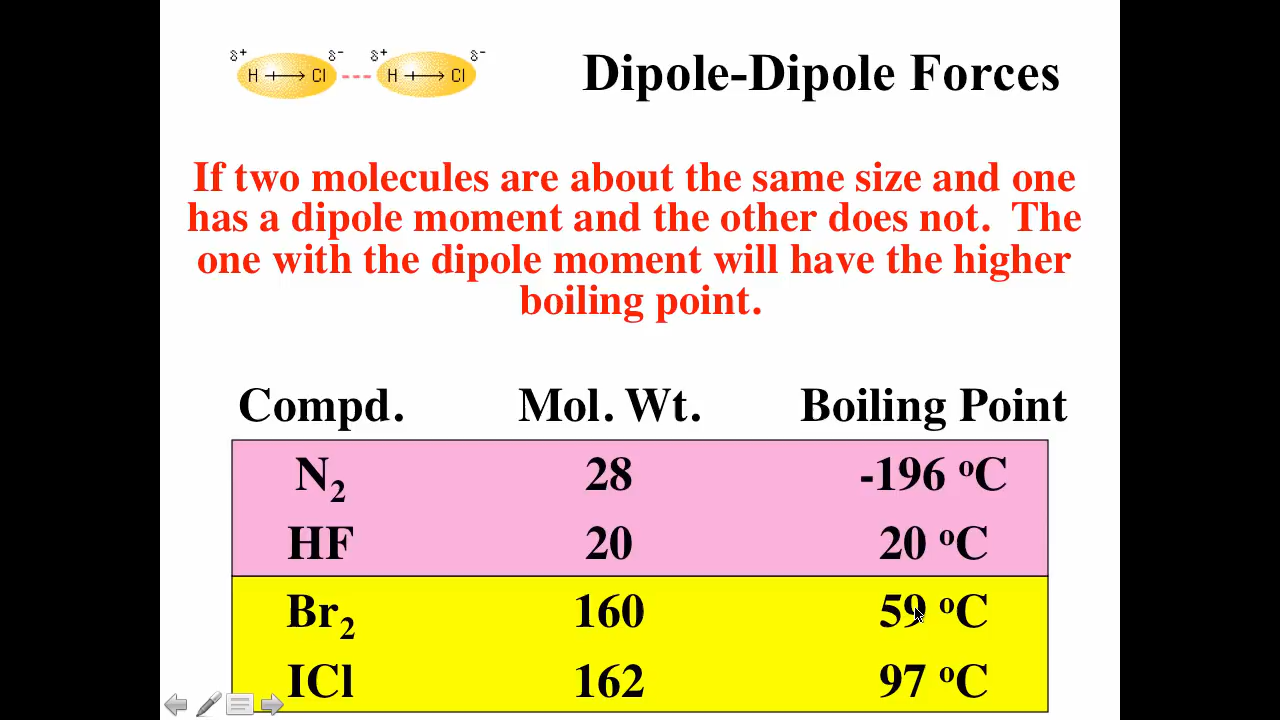 δ+ δ- δ+ δ-
H Cl H Cl
Dipole-Dipole Forces
If two molecules are about the same size and one
has a dipole moment and the other does not. The
one with the dipole moment will have the higher
boiling point.
Compd. Mol. Wt. Boiling Point
N₂ 28 -196 ºC
HF 20 20 ºC
Br₂ 160 59 ºC
ICl 162 97 ºC